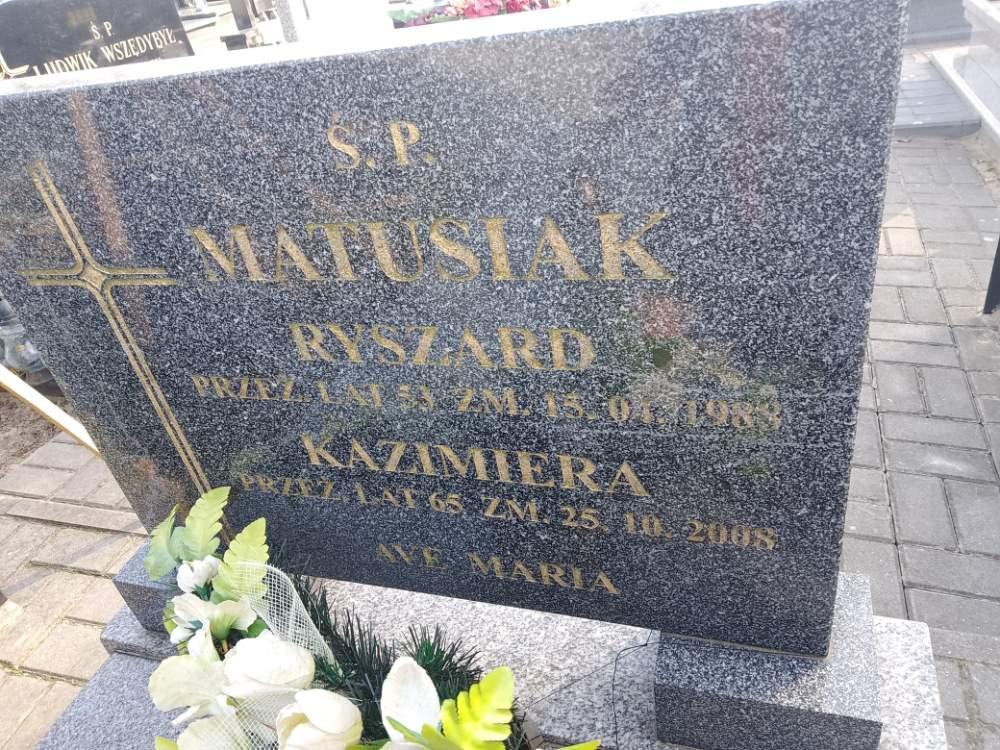 Ś. P.
LUDWIK WSZĘDYBYŁ
Ś. P.
MATUSIAK
RYSZARD
PRZEŻ. LAT 53 ZM. 15. 01. 1988
KAZIMIERA
PRZEŻ. LAT 65 ZM. 25. 10. 2008
AVE MARIA